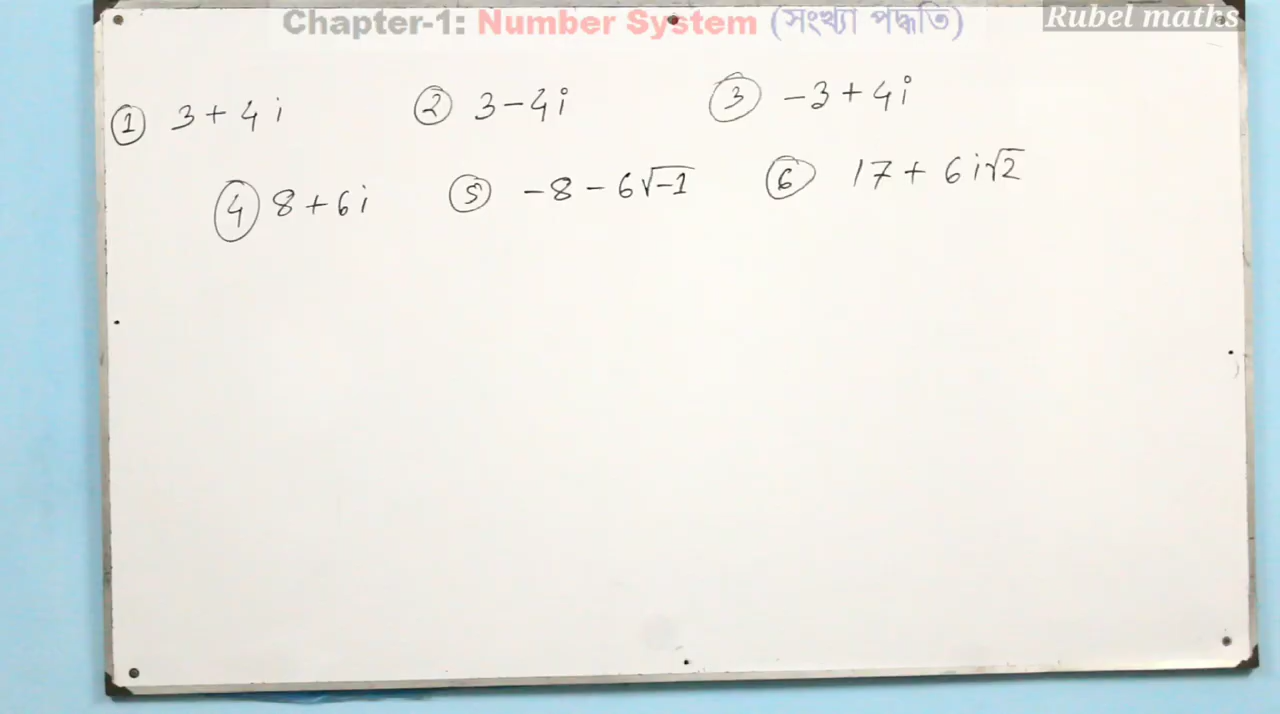 Chapter-1: Number System (সংখ্যা পদ্ধতি)
Rubel maths
① 3 + 4i ② 3 - 4i ③ -3 + 4i
④ 8 + 6i ⑤ -8 - 6√-1 ⑥ 17 + 6i√2